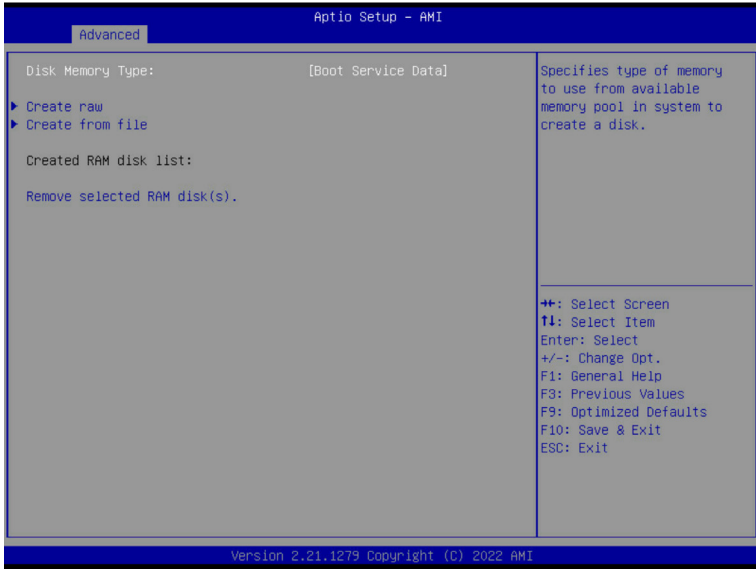 Aptio Setup – AMI
Advanced
Disk Memory Type: [Boot Service Data]
Create raw
Create from file
Created RAM disk list:
Remove selected RAM disk(s).
Specifies type of memory
to use from available
memory pool in system to
create a disk.
→←: Select Screen
↑↓: Select Item
Enter: Select
+/-: Change Opt.
F1: General Help
F3: Previous Values
F9: Optimized Defaults
F10: Save & Exit
ESC: Exit
Version 2.21.1279 Copyright (C) 2022 AMI